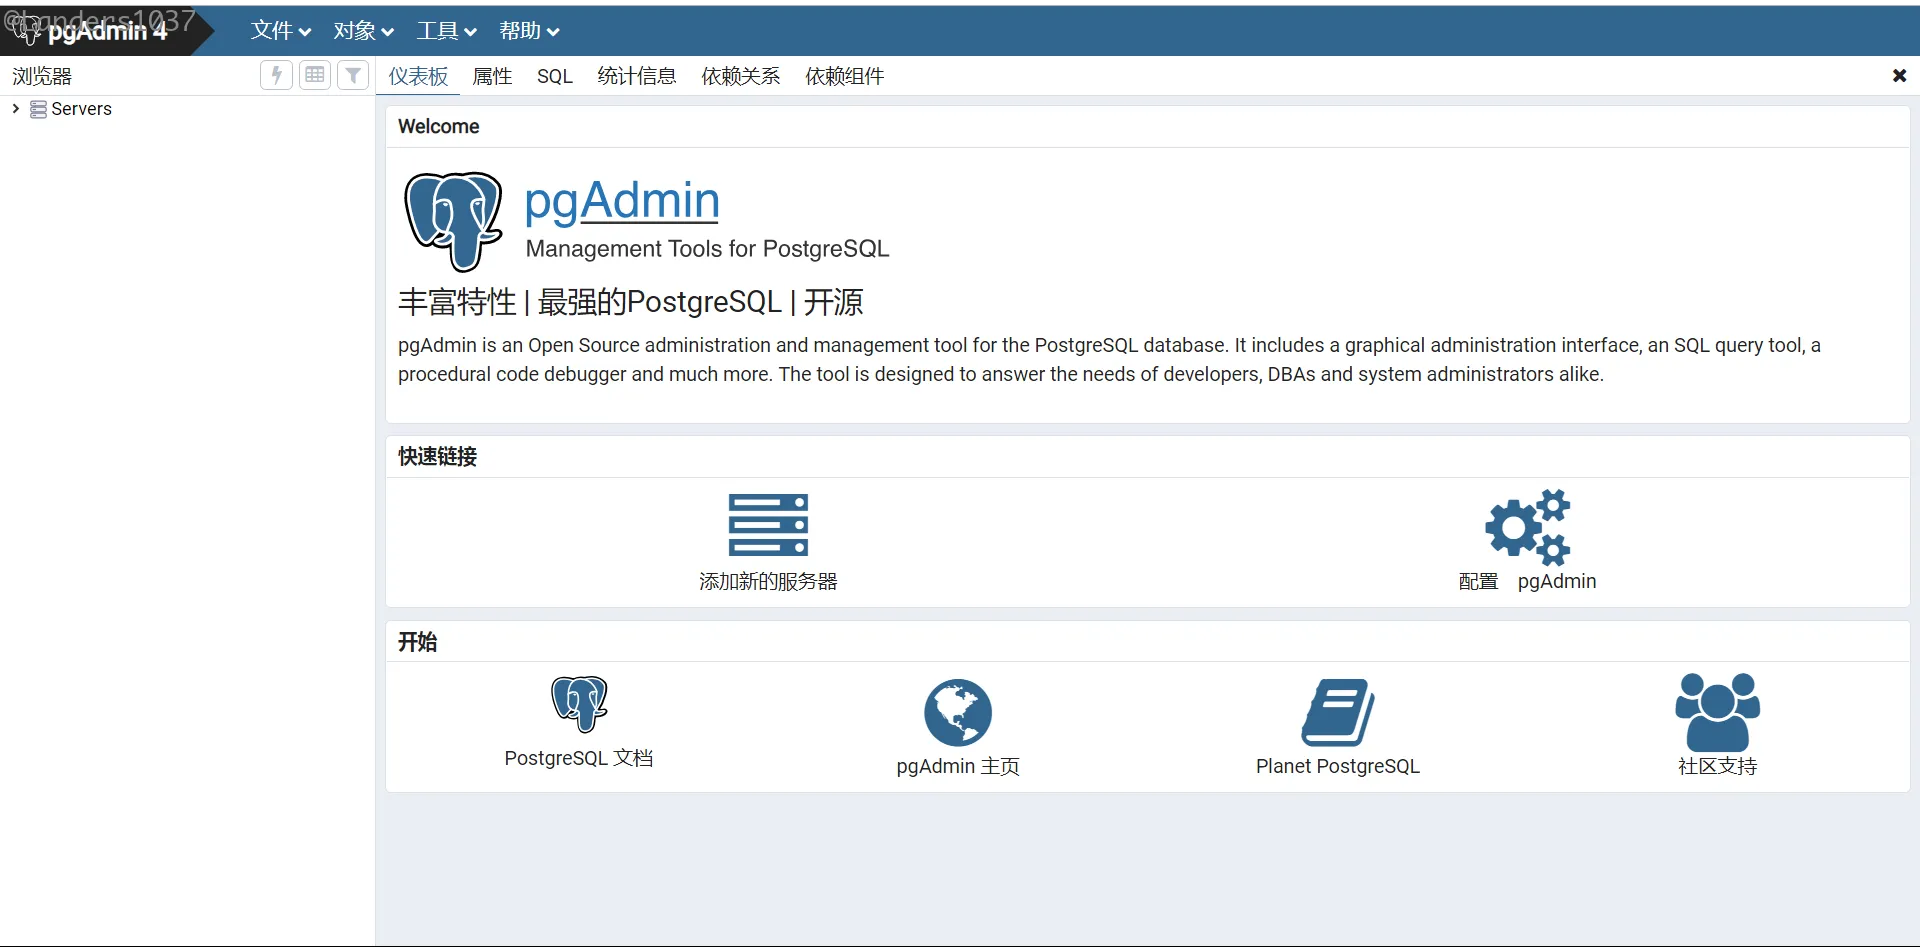 @Landers1037
pgAdmin 4
文件 对象 工具 帮助
浏览器
仪表板 属性 SQL 统计信息 依赖关系 依赖组件
Servers
Welcome
pgAdmin
Management Tools for PostgreSQL
丰富特性 | 最强的PostgreSQL | 开源
pgAdmin is an Open Source administration and management tool for the PostgreSQL database. It includes a graphical administration interface, an SQL query tool, a
procedural code debugger and much more. The tool is designed to answer the needs of developers, DBAs and system administrators alike.
快速链接
添加新的服务器 配置 pgAdmin
开始
PostgreSQL 文档 pgAdmin 主页 Planet PostgreSQL 社区支持